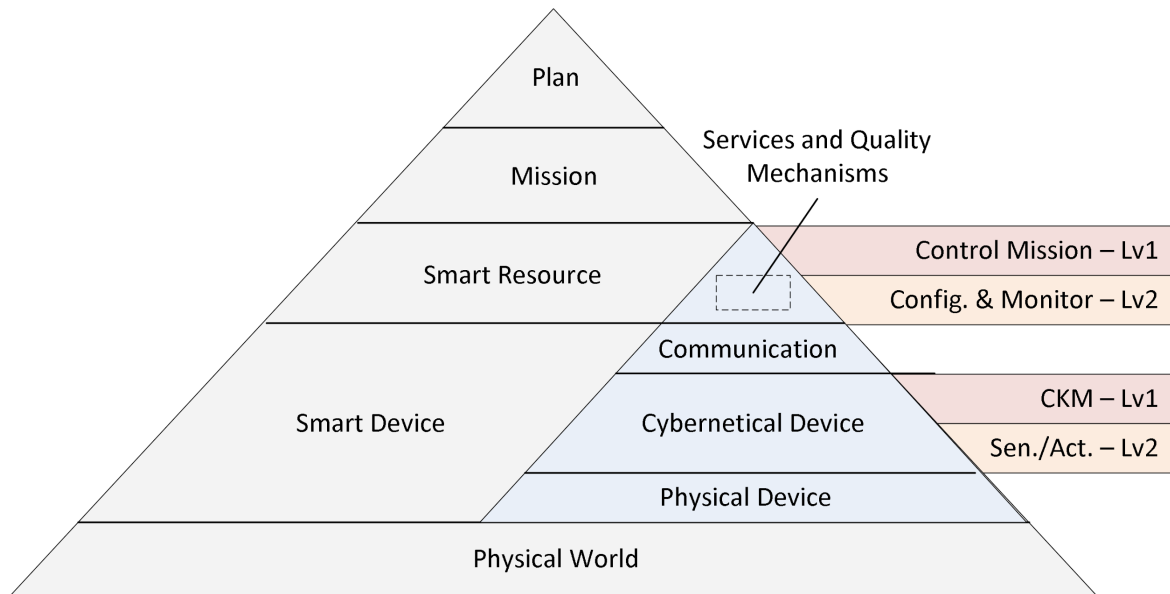 Plan
Services and Quality
Mechanisms
Mission
Control Mission – Lv1
Smart Resource
Config. & Monitor – Lv2
Communication
CKM – Lv1
Smart Device
Cybernetical Device
Sen./Act. – Lv2
Physical Device
Physical World